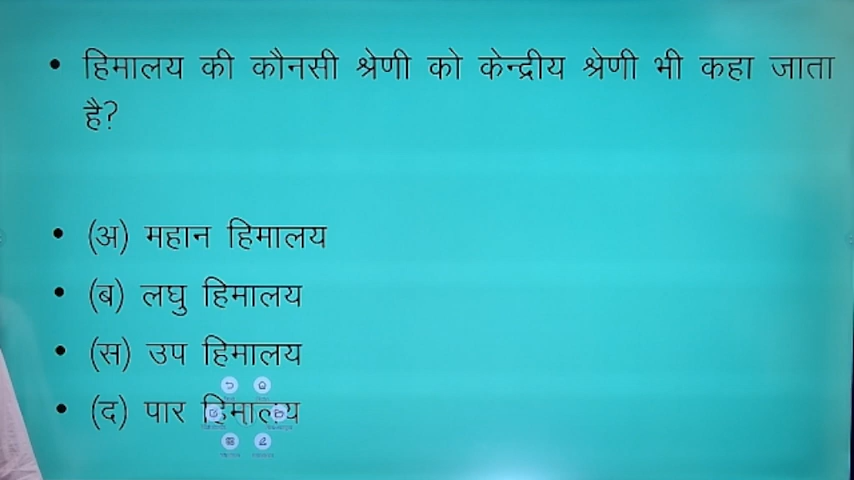 • हिमालय की कौनसी श्रेणी को केन्द्रीय श्रेणी भी कहा जाता
है?
• (अ) महान हिमालय
• (ब) लघु हिमालय
• (स) उप हिमालय
• (द) पार हिमालय